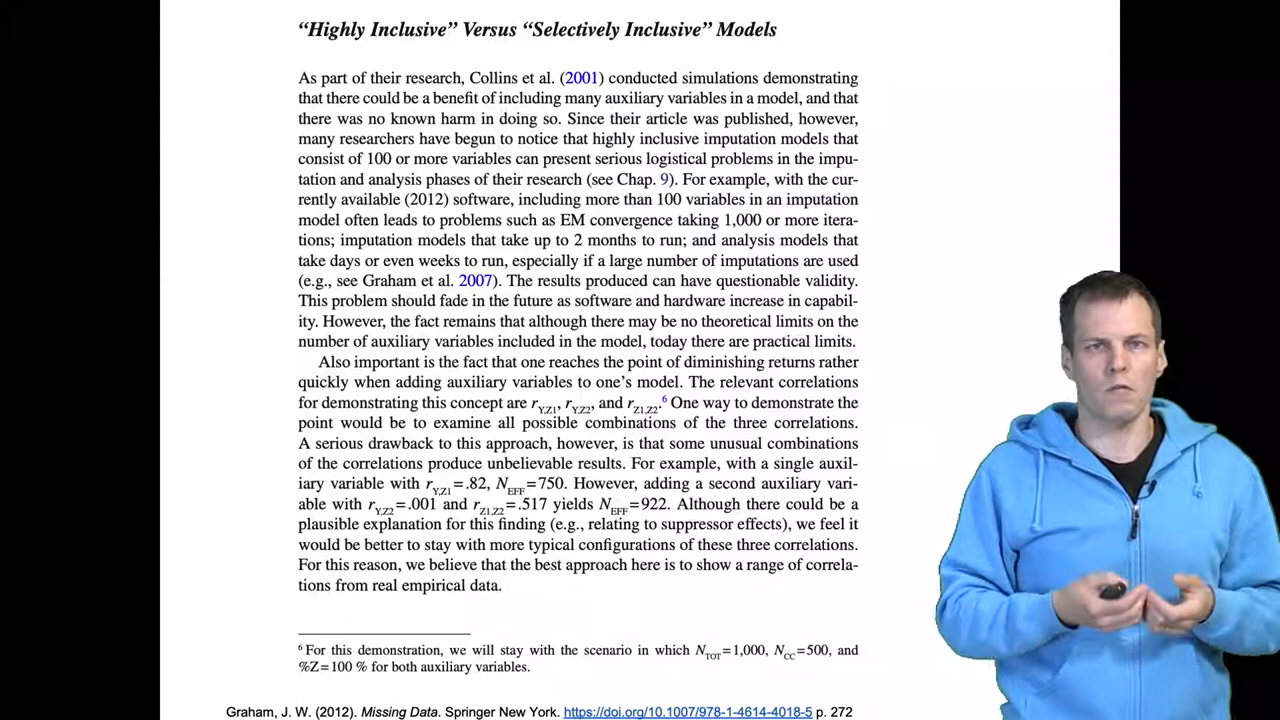 “Highly Inclusive” Versus “Selectively Inclusive” Models
As part of their research, Collins et al. (2001) conducted simulations demonstrating
that there could be a benefit of including many auxiliary variables in a model, and that
there was no known harm in doing so. Since their article was published, however,
many researchers have begun to notice that highly inclusive imputation models that
consist of 100 or more variables can present serious logistical problems in the impu-
tation and analysis phases of their research (see Chap. 9). For example, with the cur-
rently available (2012) software, including more than 100 variables in an imputation
model often leads to problems such as EM convergence taking 1,000 or more itera-
tions; imputation models that take up to 2 months to run; and analysis models that
take days or even weeks to run, especially if a large number of imputations are used
(e.g., see Graham et al. 2007). The results produced can have questionable validity.
This problem should fade in the future as software and hardware increase in capabil-
ity. However, the fact remains that although there may be no theoretical limits on the
number of auxiliary variables included in the model, today there are practical limits.
Also important is the fact that one reaches the point of diminishing returns rather
quickly when adding auxiliary variables to one’s model. The relevant correlations
for demonstrating this concept are rY,Z1, rY,Z2, and rZ1,Z2.6 One way to demonstrate the
point would be to examine all possible combinations of the three correlations.
A serious drawback to this approach, however, is that some unusual combinations
of the correlations produce unbelievable results. For example, with a single auxil-
iary variable with rY,Z1=.82, NEFF=750. However, adding a second auxiliary vari-
able with rY,Z2=.001 and rZ1,Z2=.517 yields NEFF=922. Although there could be a
plausible explanation for this finding (e.g., relating to suppressor effects), we feel it
would be better to stay with more typical configurations of these three correlations.
For this reason, we believe that the best approach here is to show a range of correla-
tions from real empirical data.
6 For this demonstration, we will stay with the scenario in which NTOT=1,000, NCC=500, and
%Z=100 % for both auxiliary variables.
Graham, J. W. (2012). Missing Data. Springer New York. https://doi.org/10.1007/978-1-4614-4018-5 p. 272